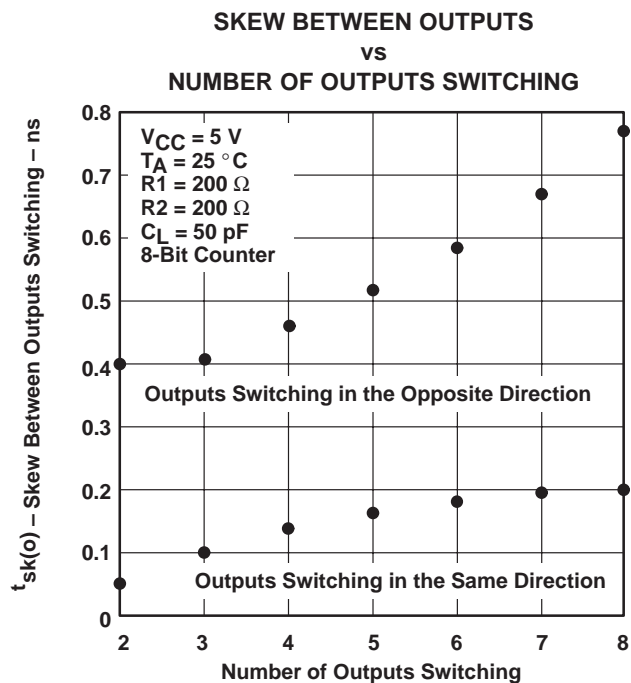 SKEW BETWEEN OUTPUTS
vs
NUMBER OF OUTPUTS SWITCHING
t sk(o) – Skew Between Outputs Switching – ns
0.8
0.7
0.6
0.5
0.4
0.3
0.2
0.1
0
VCC = 5 V
TA = 25 °C
R1 = 200 Ω
R2 = 200 Ω
CL = 50 pF
8-Bit Counter
Outputs Switching in the Opposite Direction
Outputs Switching in the Same Direction
2 3 4 5 6 7 8
Number of Outputs Switching